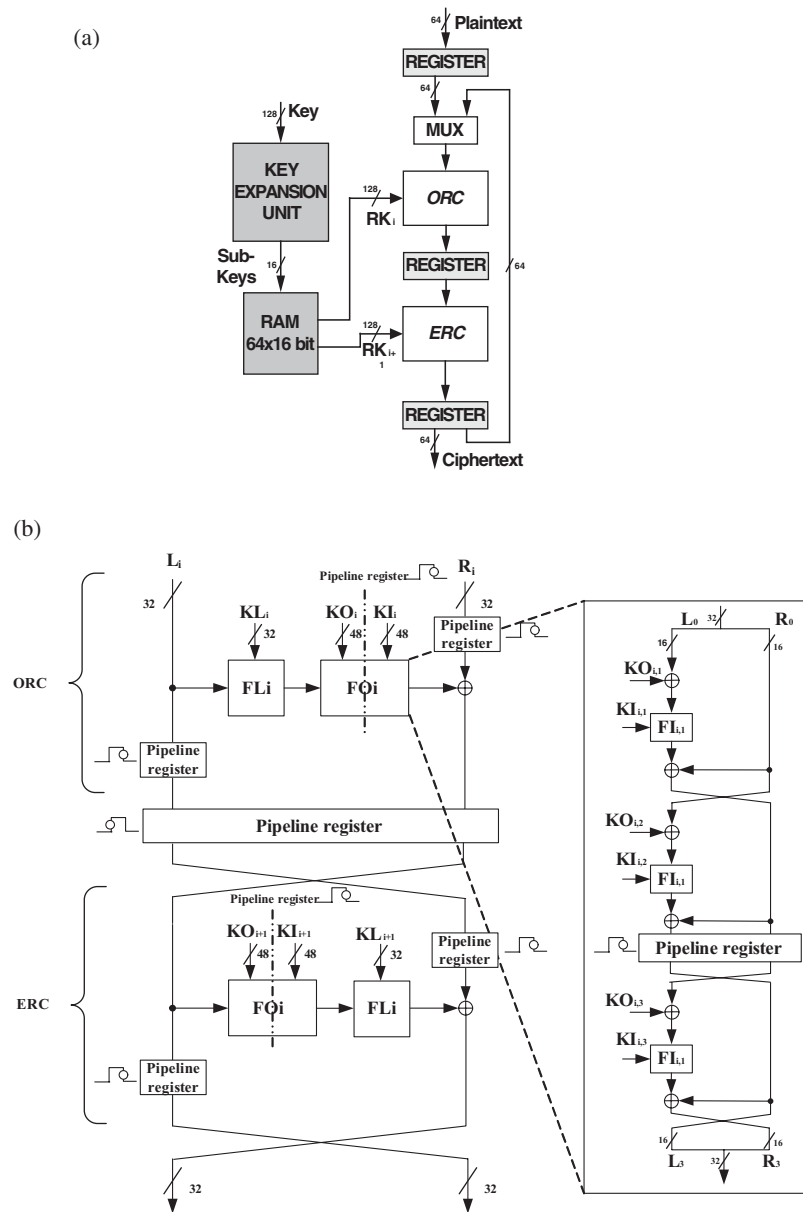 (a)
64
Plaintext
REGISTER
64
128
Key
MUX
KEY
EXPANSION
UNIT
128
RK i
ORC
Sub-
Keys
16
REGISTER
64
RAM
64x16 bit
128
RK i+
1
ERC
REGISTER
64
Ciphertext
(b)
Li
Ri
Pipeline register
32
32
KLi
32
KOi
48
KIi
48
Pipeline
register
ORC
FLi
FOi
Pipeline
register
Pipeline register
Pipeline register
KOi+1
48
KIi+1
48
KLi+1
32
Pipeline
register
ERC
FOi
FLi
Pipeline
register
32
32
L0
32
R0
16
16
KOi,1
KIi,1
FIi,1
KOi,2
KIi,2
FIi,1
Pipeline register
KOi,3
KIi,3
FIi,1
16
16
L3
32
R3